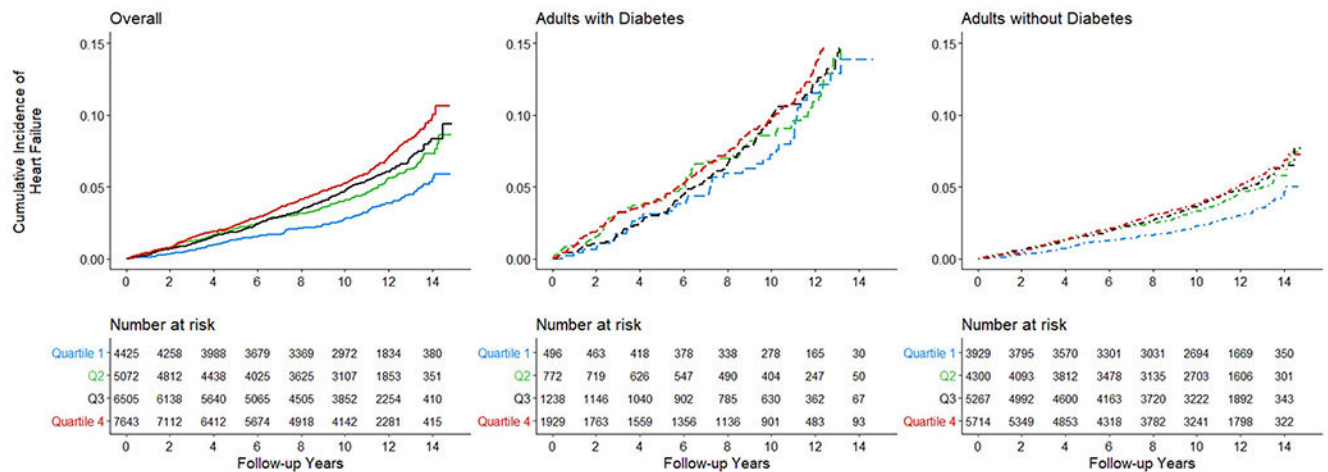 Overall
Adults with Diabetes
Adults without Diabetes
Cumulative Incidence of
Heart Failure
0.15
0.10
0.05
0.00
0 2 4 6 8 10 12 14
0.15
0.10
0.05
0.00
0 2 4 6 8 10 12 14
0.15
0.10
0.05
0.00
0 2 4 6 8 10 12 14
Number at risk
Quartile 1 4425 4258 3988 3679 3369 2972 1834 380
Q2 5072 4812 4438 4025 3625 3107 1853 351
Q3 6505 6138 5640 5065 4505 3852 2254 410
Quartile 4 7643 7112 6412 5674 4918 4142 2281 415
0 2 4 6 8 10 12 14
Follow-up Years
Number at risk
Quartile 1 496 463 418 378 338 278 165 30
Q2 772 719 626 547 490 404 247 50
Q3 1238 1146 1040 902 785 630 362 67
Quartile 4 1929 1763 1559 1356 1136 901 483 93
0 2 4 6 8 10 12 14
Follow-up Years
Number at risk
Quartile 1 3929 3795 3570 3301 3031 2694 1669 350
Q2 4300 4093 3812 3478 3135 2703 1606 301
Q3 5267 4992 4600 4163 3720 3222 1892 343
Quartile 4 5714 5349 4853 4318 3782 3241 1798 322
0 2 4 6 8 10 12 14
Follow-up Years